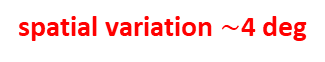 spatial variation ~4 deg